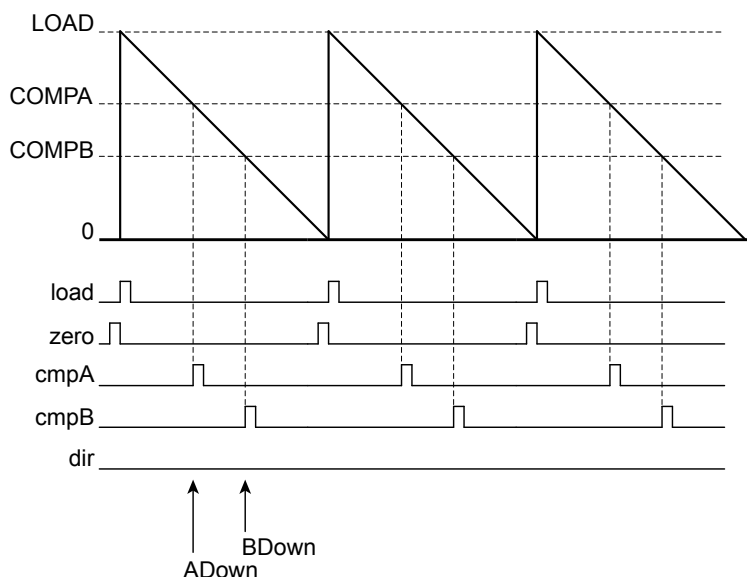 LOAD
COMPA
COMPB
0
load
zero
cmpA
cmpB
dir
BDown
ADown